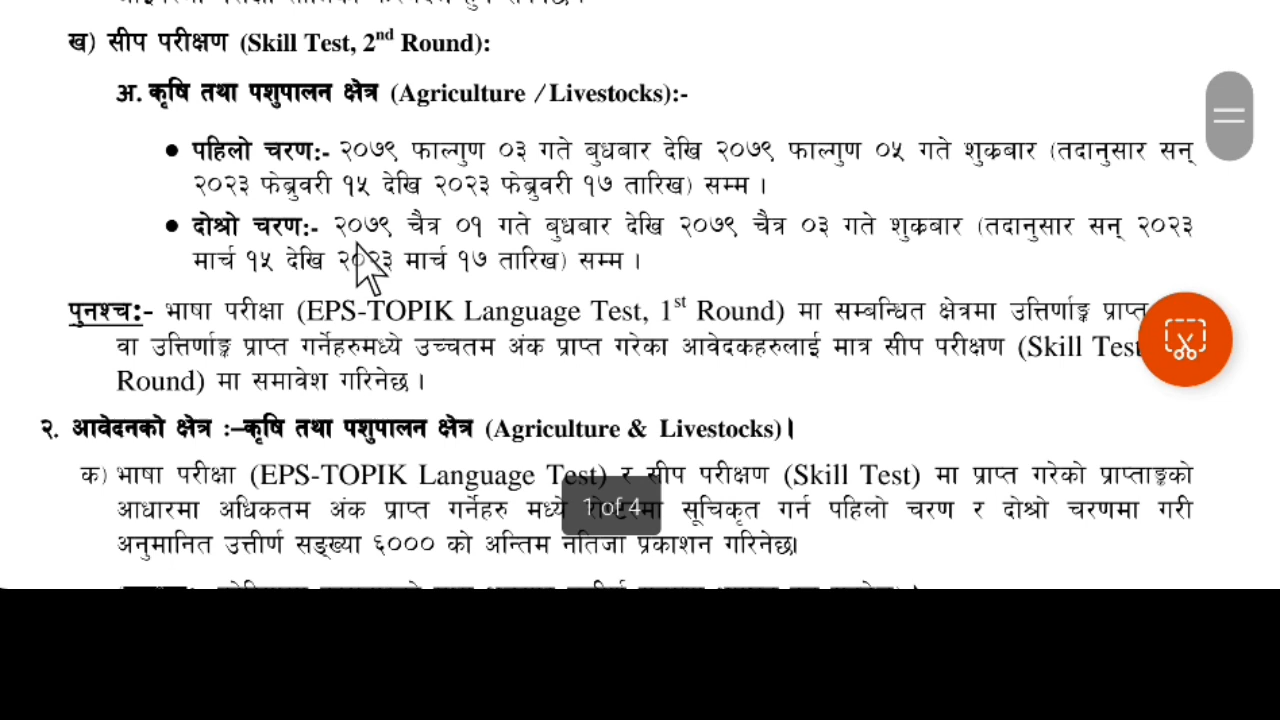 ख) सीप परीक्षण (Skill Test, 2nd Round):
अ. कृषि तथा पशुपालन क्षेत्र (Agriculture /Livestocks):-
● पहिलो चरण:- २०७९ फाल्गुण ०३ गते बुधबार देखि २०७९ फाल्गुण ०५ गते शुक्रबार (तदानुसार सन्
२०२३ फेब्रुवरी १५ देखि २०२३ फेब्रुवरी १७ तारिख) सम्म ।
● दोश्रो चरण:- २०७९ चैत्र ०१ गते बुधबार देखि २०७९ चैत्र ०३ गते शुक्रबार (तदानुसार सन् २०२३
मार्च १५ देखि २०२३ मार्च १७ तारिख) सम्म ।
पुनश्च:- भाषा परीक्षा (EPS-TOPIK Language Test, 1st Round) मा सम्बन्धित क्षेत्रमा उत्तिर्णाङ्क प्राप्त
वा उत्तिर्णाङ्क प्राप्त गर्नेहरुमध्ये उच्चतम अंक प्राप्त गरेका आवेदकहरुलाई मात्र सीप परीक्षण (Skill Test
Round) मा समावेश गरिनेछ ।
२. आवेदनको क्षेत्र :–कृषि तथा पशुपालन क्षेत्र (Agriculture & Livestocks)।
क) भाषा परीक्षा (EPS-TOPIK Language Test) र सीप परीक्षण (Skill Test) मा प्राप्त गरेको प्राप्ताङ्कको
आधारमा अधिकतम अंक प्राप्त गर्नेहरु मध्ये रोष्टरमा सूचिकृत गर्न पहिलो चरण र दोश्रो चरणमा गरी
1 of 4
अनुमानित उत्तीर्ण सङ्ख्या ६००० को अन्तिम नतिजा प्रकाशन गरिनेछ।